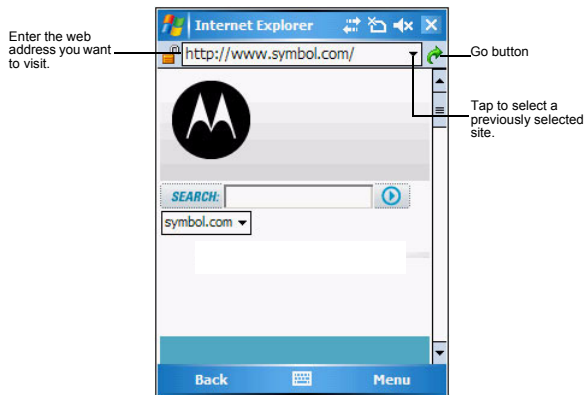 Internet Explorer
Enter the web
address you want
to visit.
http://www.symbol.com/
Go button
Tap to select a
previously selected
site.
SEARCH:
symbol.com
Back
Menu